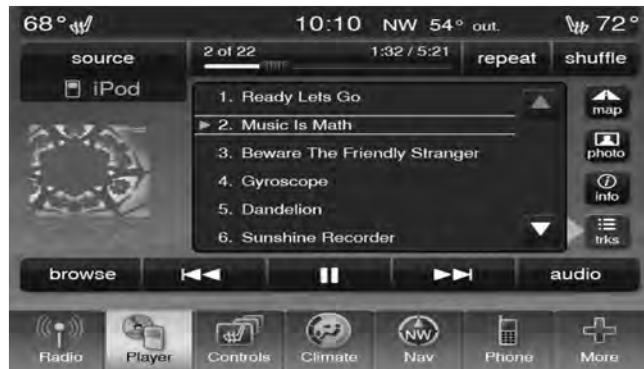 68° 10:10 NW 54° out. 72°
source 2 of 22 1:32 / 5:21 repeat shuffle
iPod
1. Ready Lets Go
2. Music Is Math
3. Beware The Friendly Stranger
4. Gyroscope
5. Dandelion
6. Sunshine Recorder
map
photo
info
trks
browse audio
Radio Player Controls Climate Nav Phone More
NW